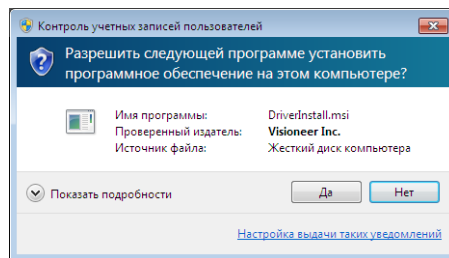 Контроль учетных записей пользователей
Разрешить следующей программе установить
программное обеспечение на этом компьютере?
Имя программы: DriverInstall.msi
Проверенный издатель: Visioneer Inc.
Источник файла: Жесткий диск компьютера
Показать подробности Да Нет
Настройка выдачи таких уведомлений